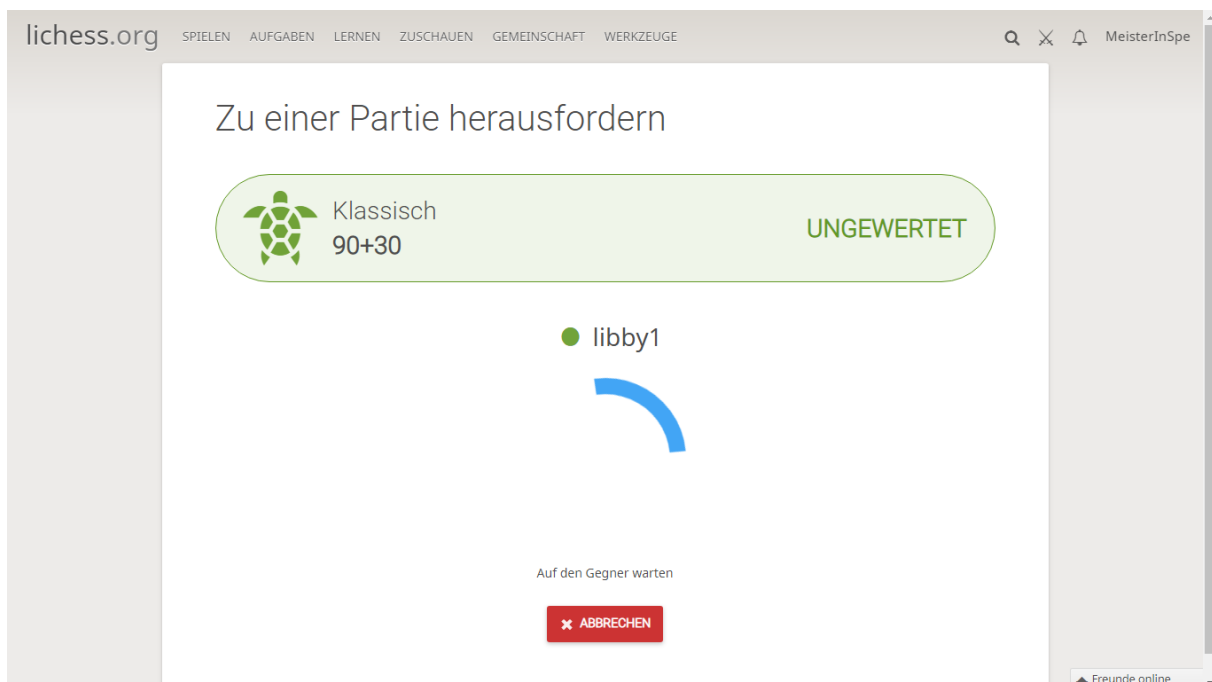 lichess.org SPIELEN AUFGABEN LERNEN ZUSCHAUEN GEMEINSCHAFT WERKZEUGE MeisterInSpe
Zu einer Partie herausfordern
Klassisch
90+30
UNGEWERTET
libby1
Auf den Gegner warten
ABBRECHEN
Freunde online